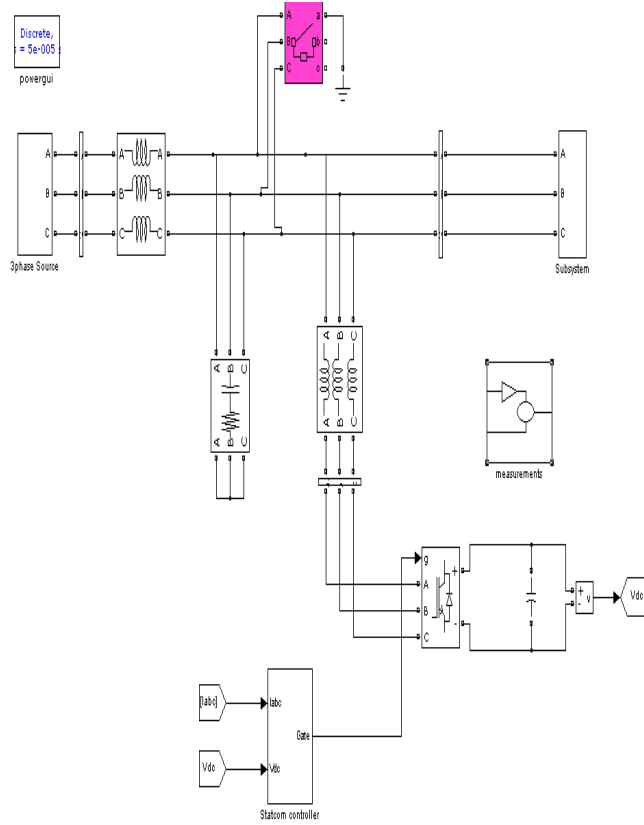 Discrete,
s = 5e-005 s
powergui
A a
B b
C c
A A A A
B B B B
C C C C
3phase Source
Subsystem
A B C
A B C
A B C
A B C
measurements
g
A +
B
C -
+
- v
Vdc
[Iabc] Iabc
Gate
Vdc Vdc
Statcom controller